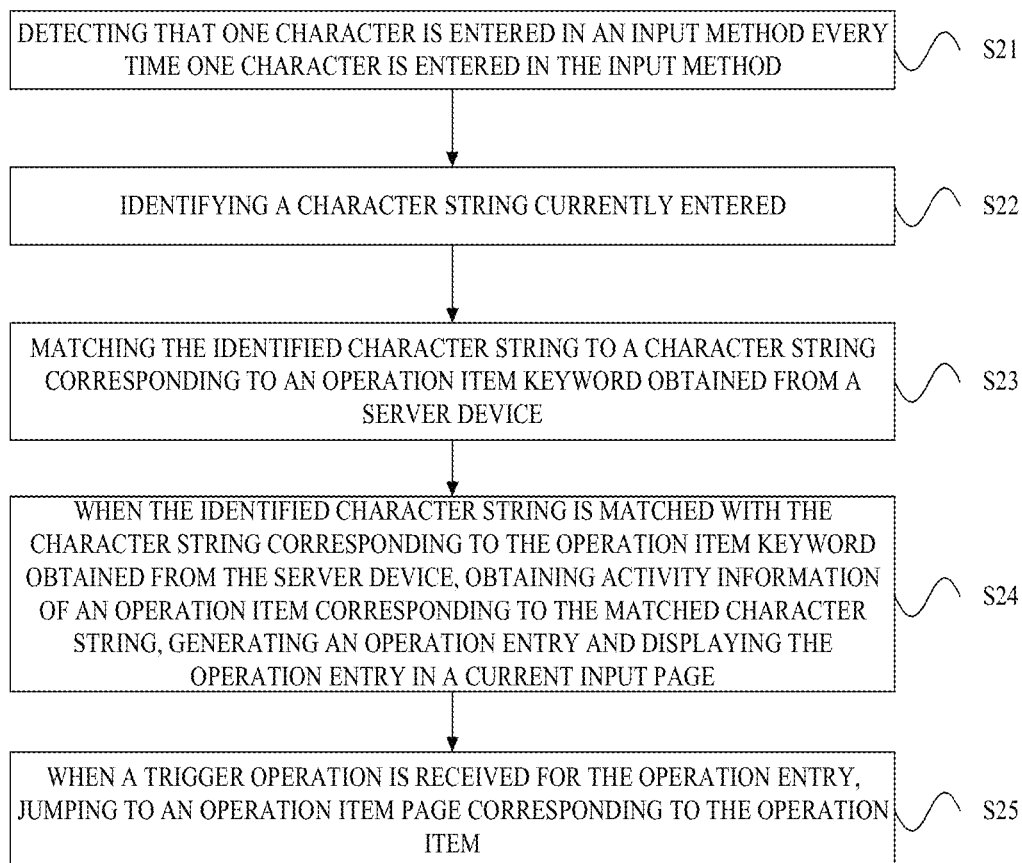 DETECTING THAT ONE CHARACTER IS ENTERED IN AN INPUT METHOD EVERY
TIME ONE CHARACTER IS ENTERED IN THE INPUT METHOD
S21
IDENTIFYING A CHARACTER STRING CURRENTLY ENTERED
S22
MATCHING THE IDENTIFIED CHARACTER STRING TO A CHARACTER STRING
CORRESPONDING TO AN OPERATION ITEM KEYWORD OBTAINED FROM A
SERVER DEVICE
S23
WHEN THE IDENTIFIED CHARACTER STRING IS MATCHED WITH THE
CHARACTER STRING CORRESPONDING TO THE OPERATION ITEM KEYWORD
OBTAINED FROM THE SERVER DEVICE, OBTAINING ACTIVITY INFORMATION
OF AN OPERATION ITEM CORRESPONDING TO THE MATCHED CHARACTER
STRING, GENERATING AN OPERATION ENTRY AND DISPLAYING THE
OPERATION ENTRY IN A CURRENT INPUT PAGE
S24
WHEN A TRIGGER OPERATION IS RECEIVED FOR THE OPERATION ENTRY,
JUMPING TO AN OPERATION ITEM PAGE CORRESPONDING TO THE OPERATION
ITEM
S25